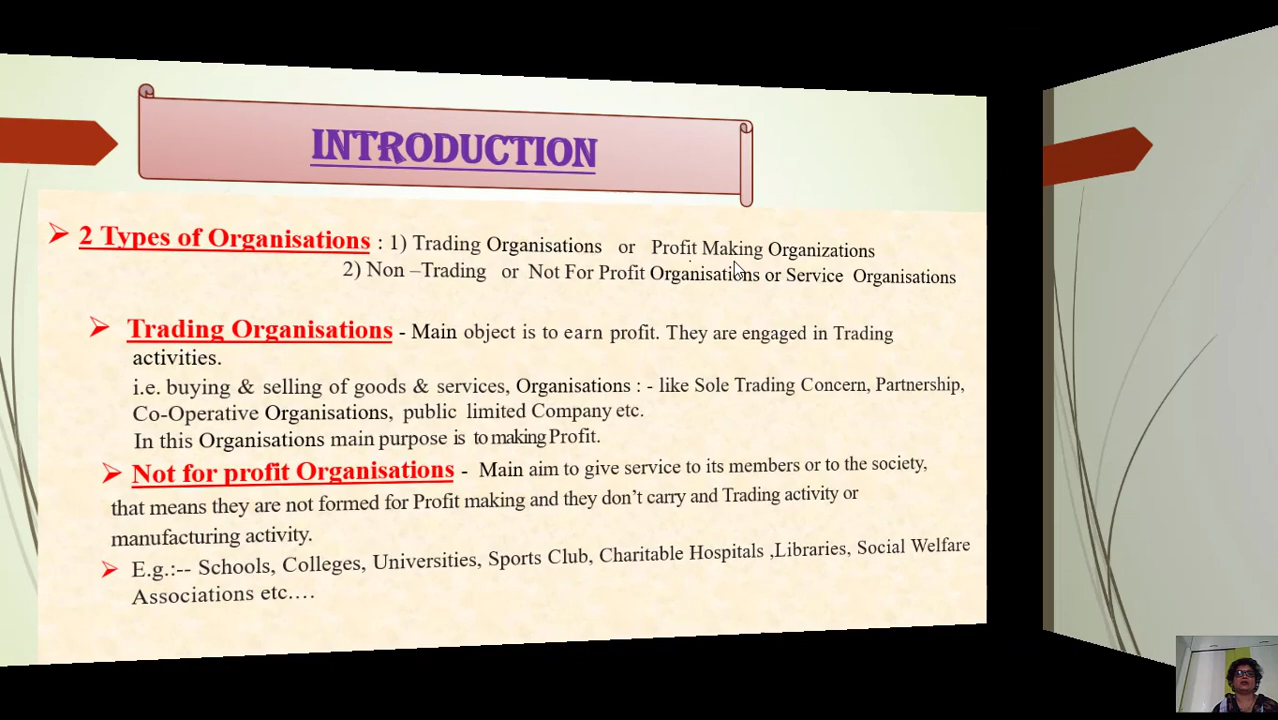 INTRODUCTION
2 Types of Organisations : 1) Trading Organisations or Profit Making Organizations
2) Non –Trading or Not For Profit Organisations or Service Organisations
Trading Organisations - Main object is to earn profit. They are engaged in Trading
activities.
i.e. buying & selling of goods & services, Organisations : - like Sole Trading Concern, Partnership,
Co-Operative Organisations, public limited Company etc.
In this Organisations main purpose is to making Profit.
Not for profit Organisations - Main aim to give service to its members or to the society,
that means they are not formed for Profit making and they don't carry and Trading activity or
manufacturing activity.
E.g.:-- Schools, Colleges, Universities, Sports Club, Charitable Hospitals ,Libraries, Social Welfare
Associations etc….